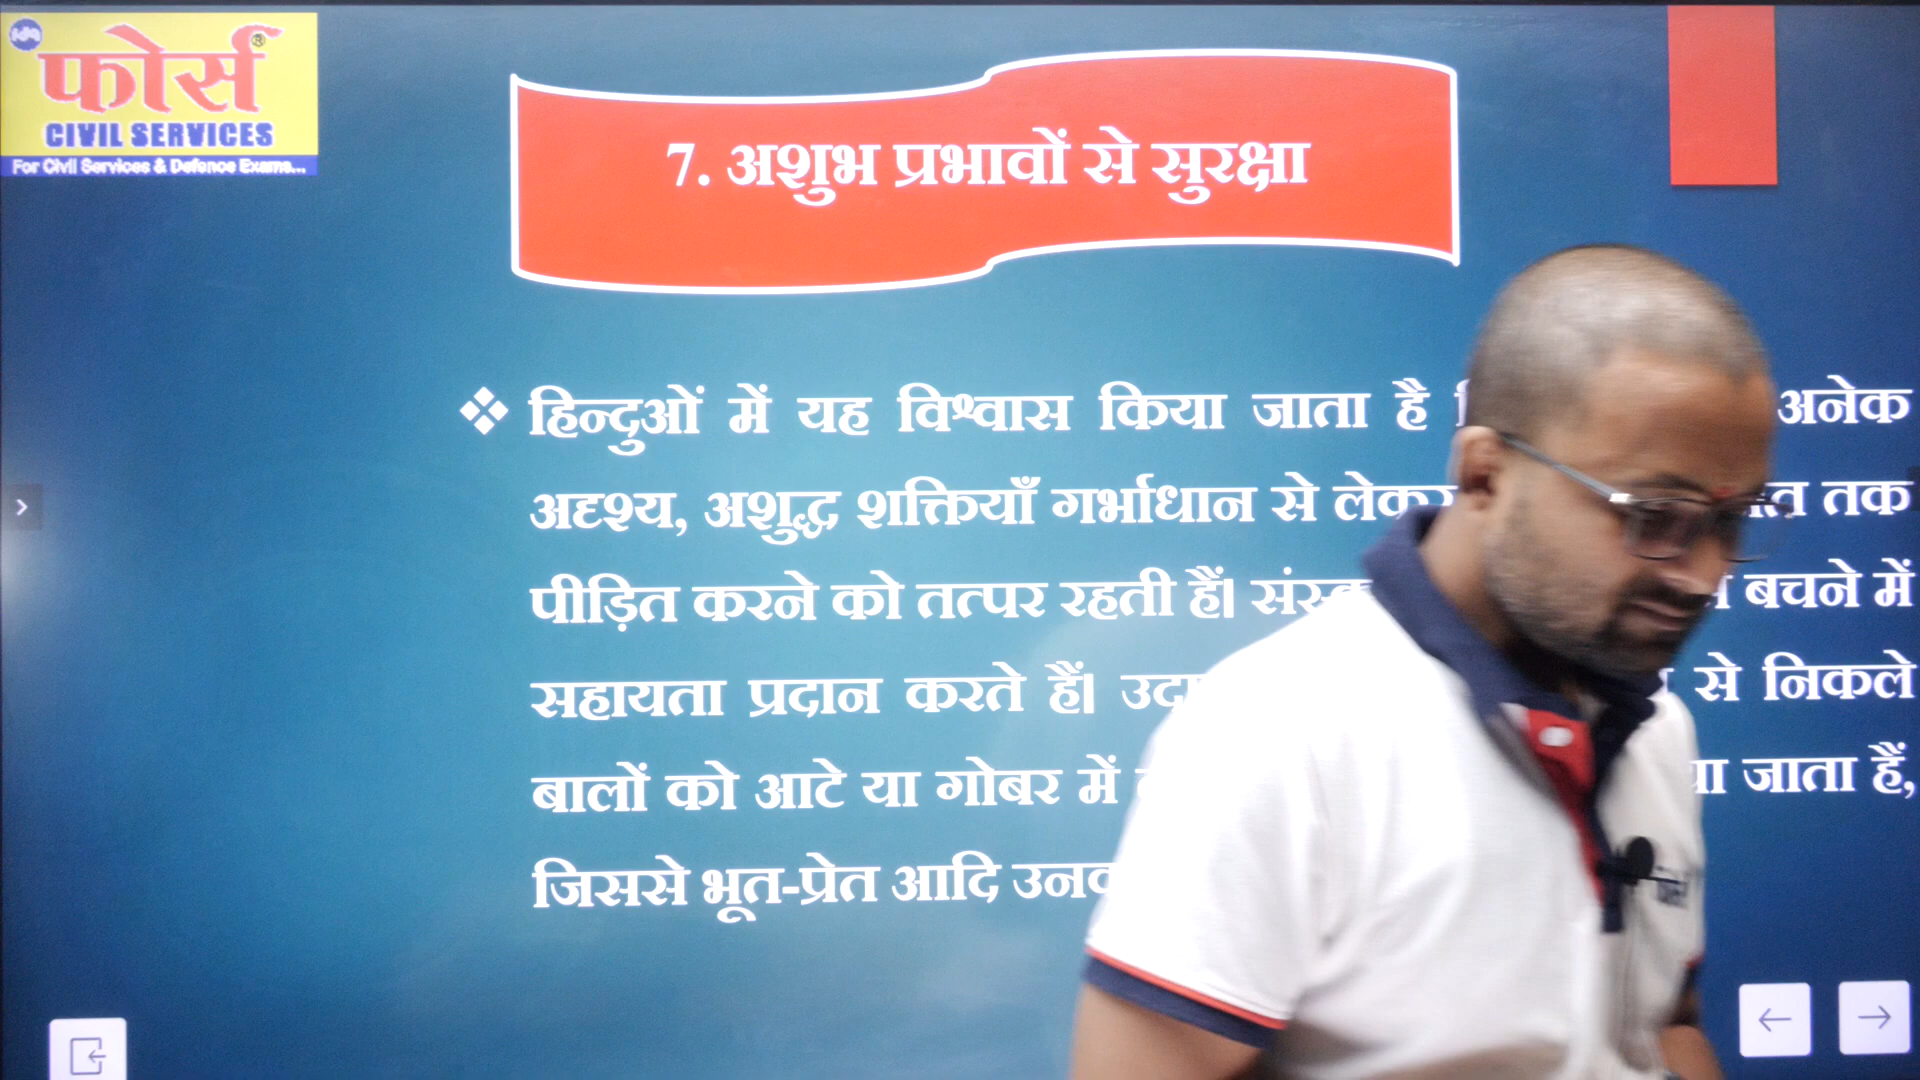 फोर्स
CIVIL SERVICES
For Civil Services & Defence Exams...
7. अशुभ प्रभावों से सुरक्षा
हिन्दुओं में यह विश्वास किया जाता है अनेक
अदृश्य, अशुद्ध शक्तियाँ गर्भाधान से तक
पीड़ित करने को तत्पर रहती हैं। बचने में
सहायता प्रदान करते हैं। से निकले
बालों को आटे या गोबर में जाता हैं,
जिससे भूत-प्रेत आदि